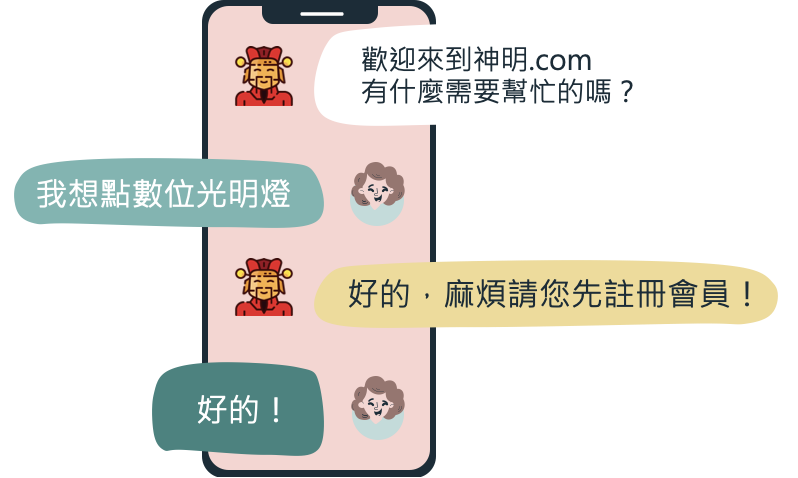 歡迎來到神明.com
有什麼需要幫忙的嗎？
我想點數位光明燈
好的，麻煩請您先註冊會員！
好的！